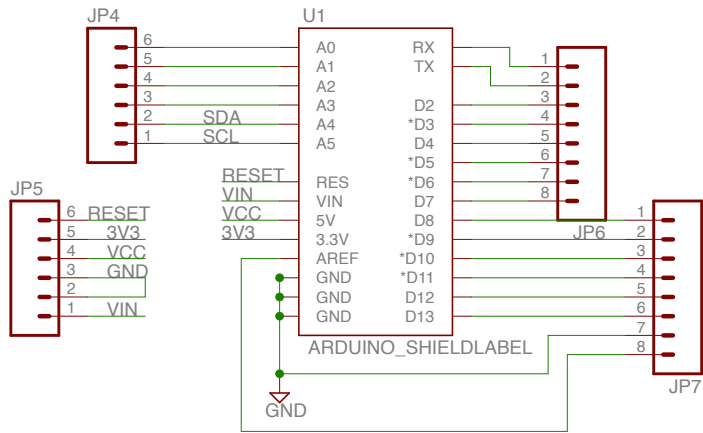 JP4
6
5
4
3
2 SDA
1 SCL
U1
A0 RX
A1 TX
A2
A3 D2
A4 *D3
A5 D4
*D5
RES *D6
VIN D7
5V D8
3.3V *D9
AREF *D10
GND *D11
GND D12
GND D13
ARDUINO_SHIELDLABEL
RESET
VIN
VCC
3V3
JP5
6 RESET
5 3V3
4 VCC
3 GND
2
1 VIN
1
2
3
4
5
6
7
8
JP6
1
2
3
4
5
6
7
8
JP7
GND